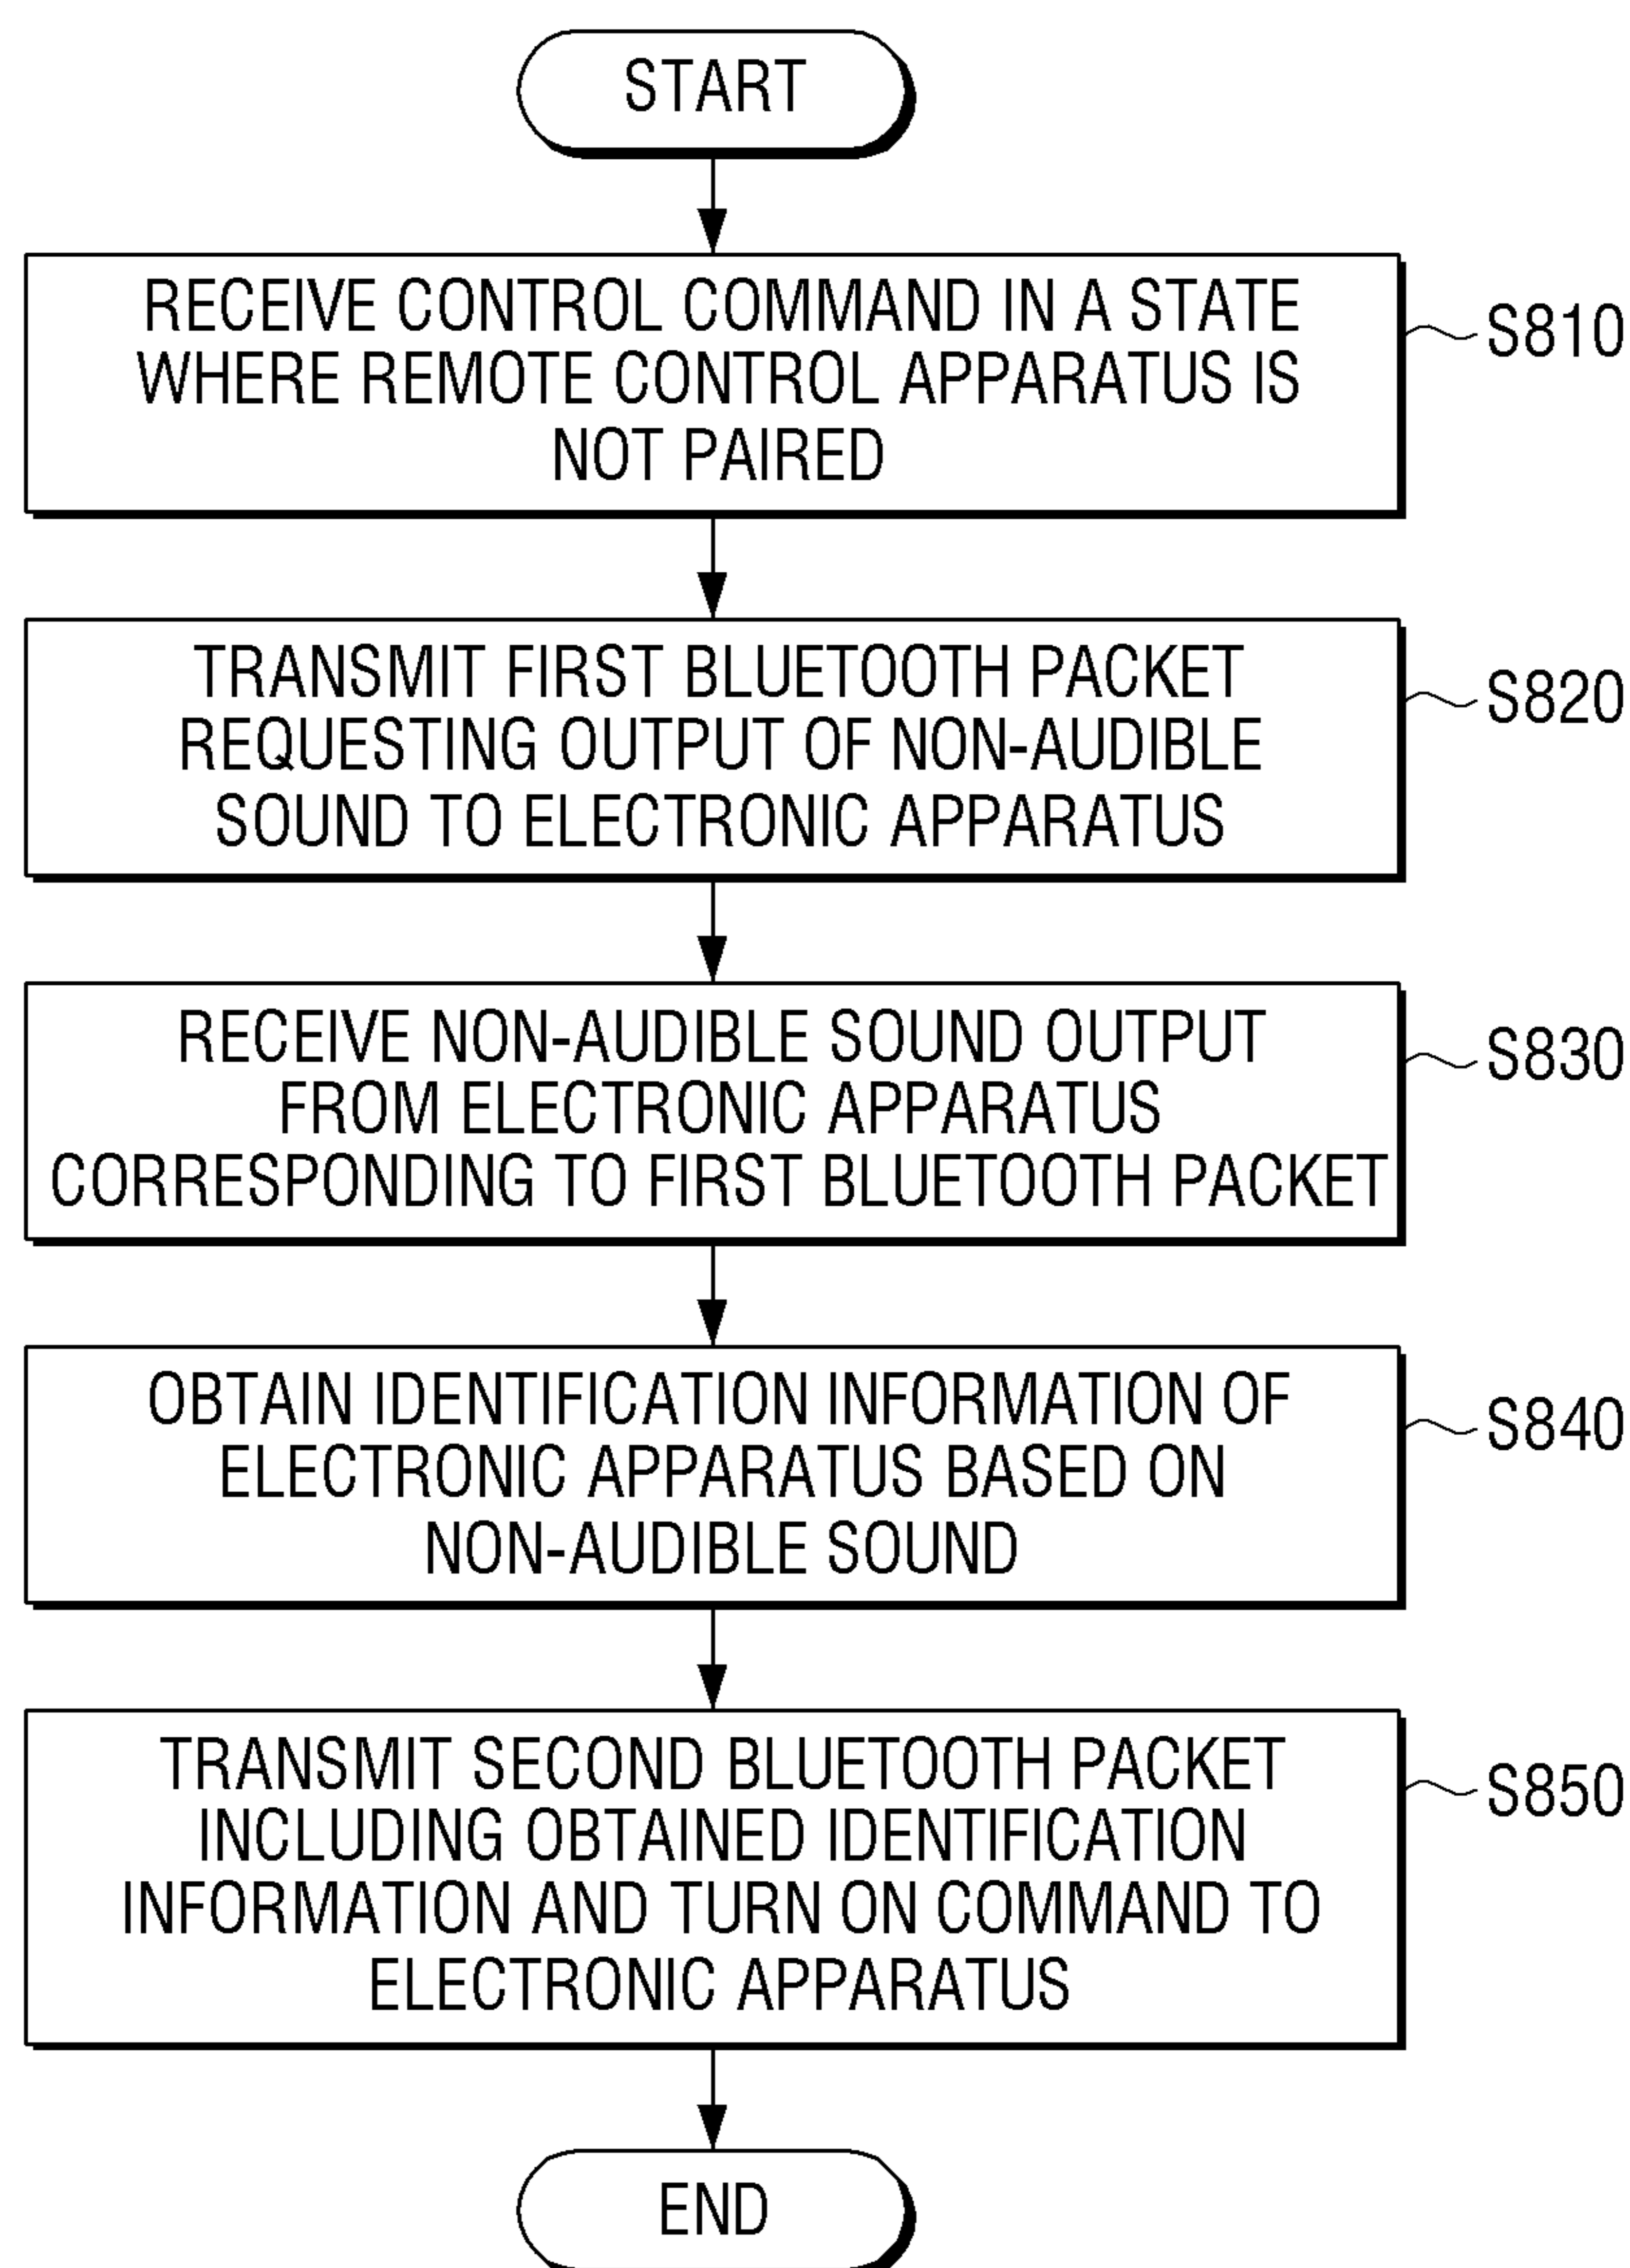 START
RECEIVE CONTROL COMMAND IN A STATE
WHERE REMOTE CONTROL APPARATUS IS
NOT PAIRED
S810
TRANSMIT FIRST BLUETOOTH PACKET
REQUESTING OUTPUT OF NON-AUDIBLE
SOUND TO ELECTRONIC APPARATUS
S820
RECEIVE NON-AUDIBLE SOUND OUTPUT
FROM ELECTRONIC APPARATUS
CORRESPONDING TO FIRST BLUETOOTH PACKET
S830
OBTAIN IDENTIFICATION INFORMATION OF
ELECTRONIC APPARATUS BASED ON
NON-AUDIBLE SOUND
S840
TRANSMIT SECOND BLUETOOTH PACKET
INCLUDING OBTAINED IDENTIFICATION
INFORMATION AND TURN ON COMMAND TO
ELECTRONIC APPARATUS
S850
END